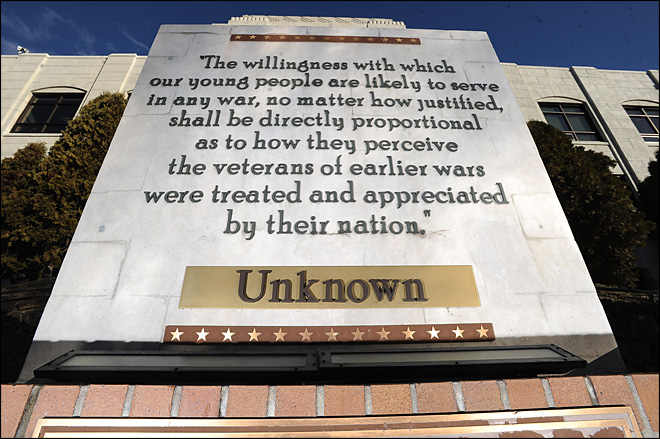 "The willingness with which
our young people are likely to serve
in any war, no matter how justified,
shall be directly proportional
as to how they perceive
the veterans of earlier wars
were treated and appreciated
by their nation."
Unknown